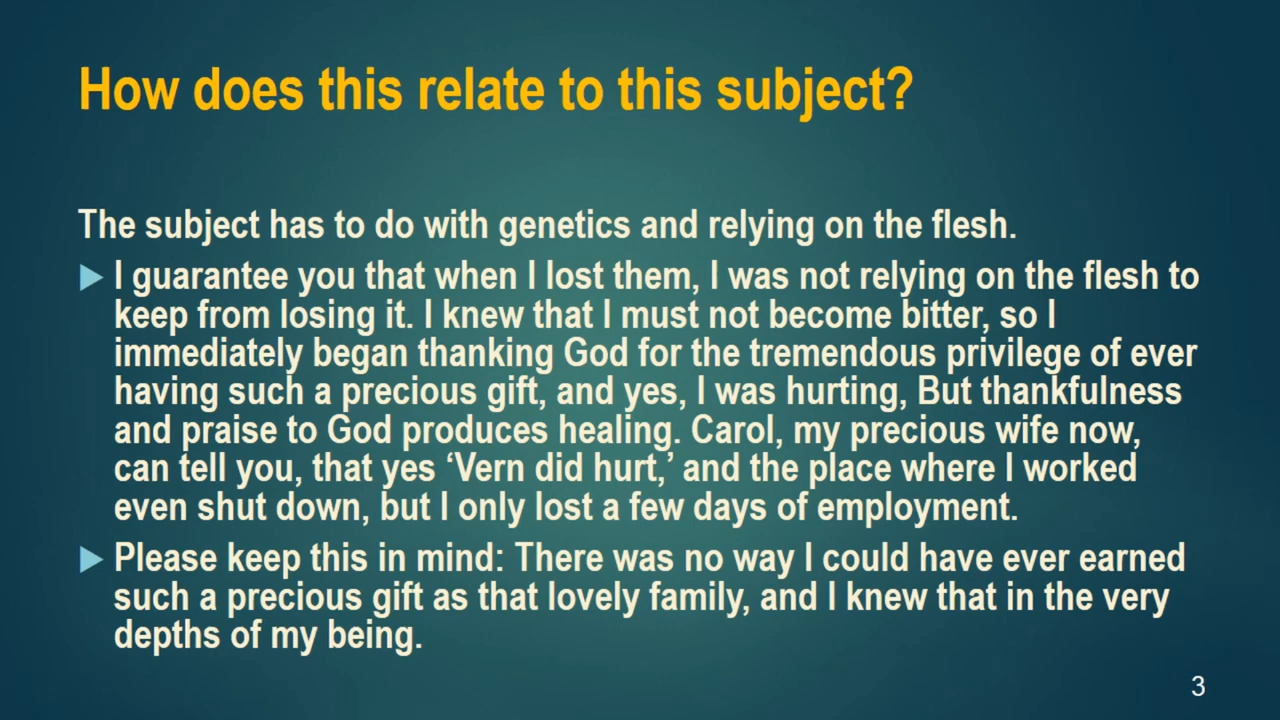 How does this relate to this subject?
The subject has to do with genetics and relying on the flesh.
I guarantee you that when I lost them, I was not relying on the flesh to
keep from losing it. I knew that I must not become bitter, so I
immediately began thanking God for the tremendous privilege of ever
having such a precious gift, and yes, I was hurting, But thankfulness
and praise to God produces healing. Carol, my precious wife now,
can tell you, that yes ‘Vern did hurt,’ and the place where I worked
even shut down, but I only lost a few days of employment.
Please keep this in mind: There was no way I could have ever earned
such a precious gift as that lovely family, and I knew that in the very
depths of my being.
3